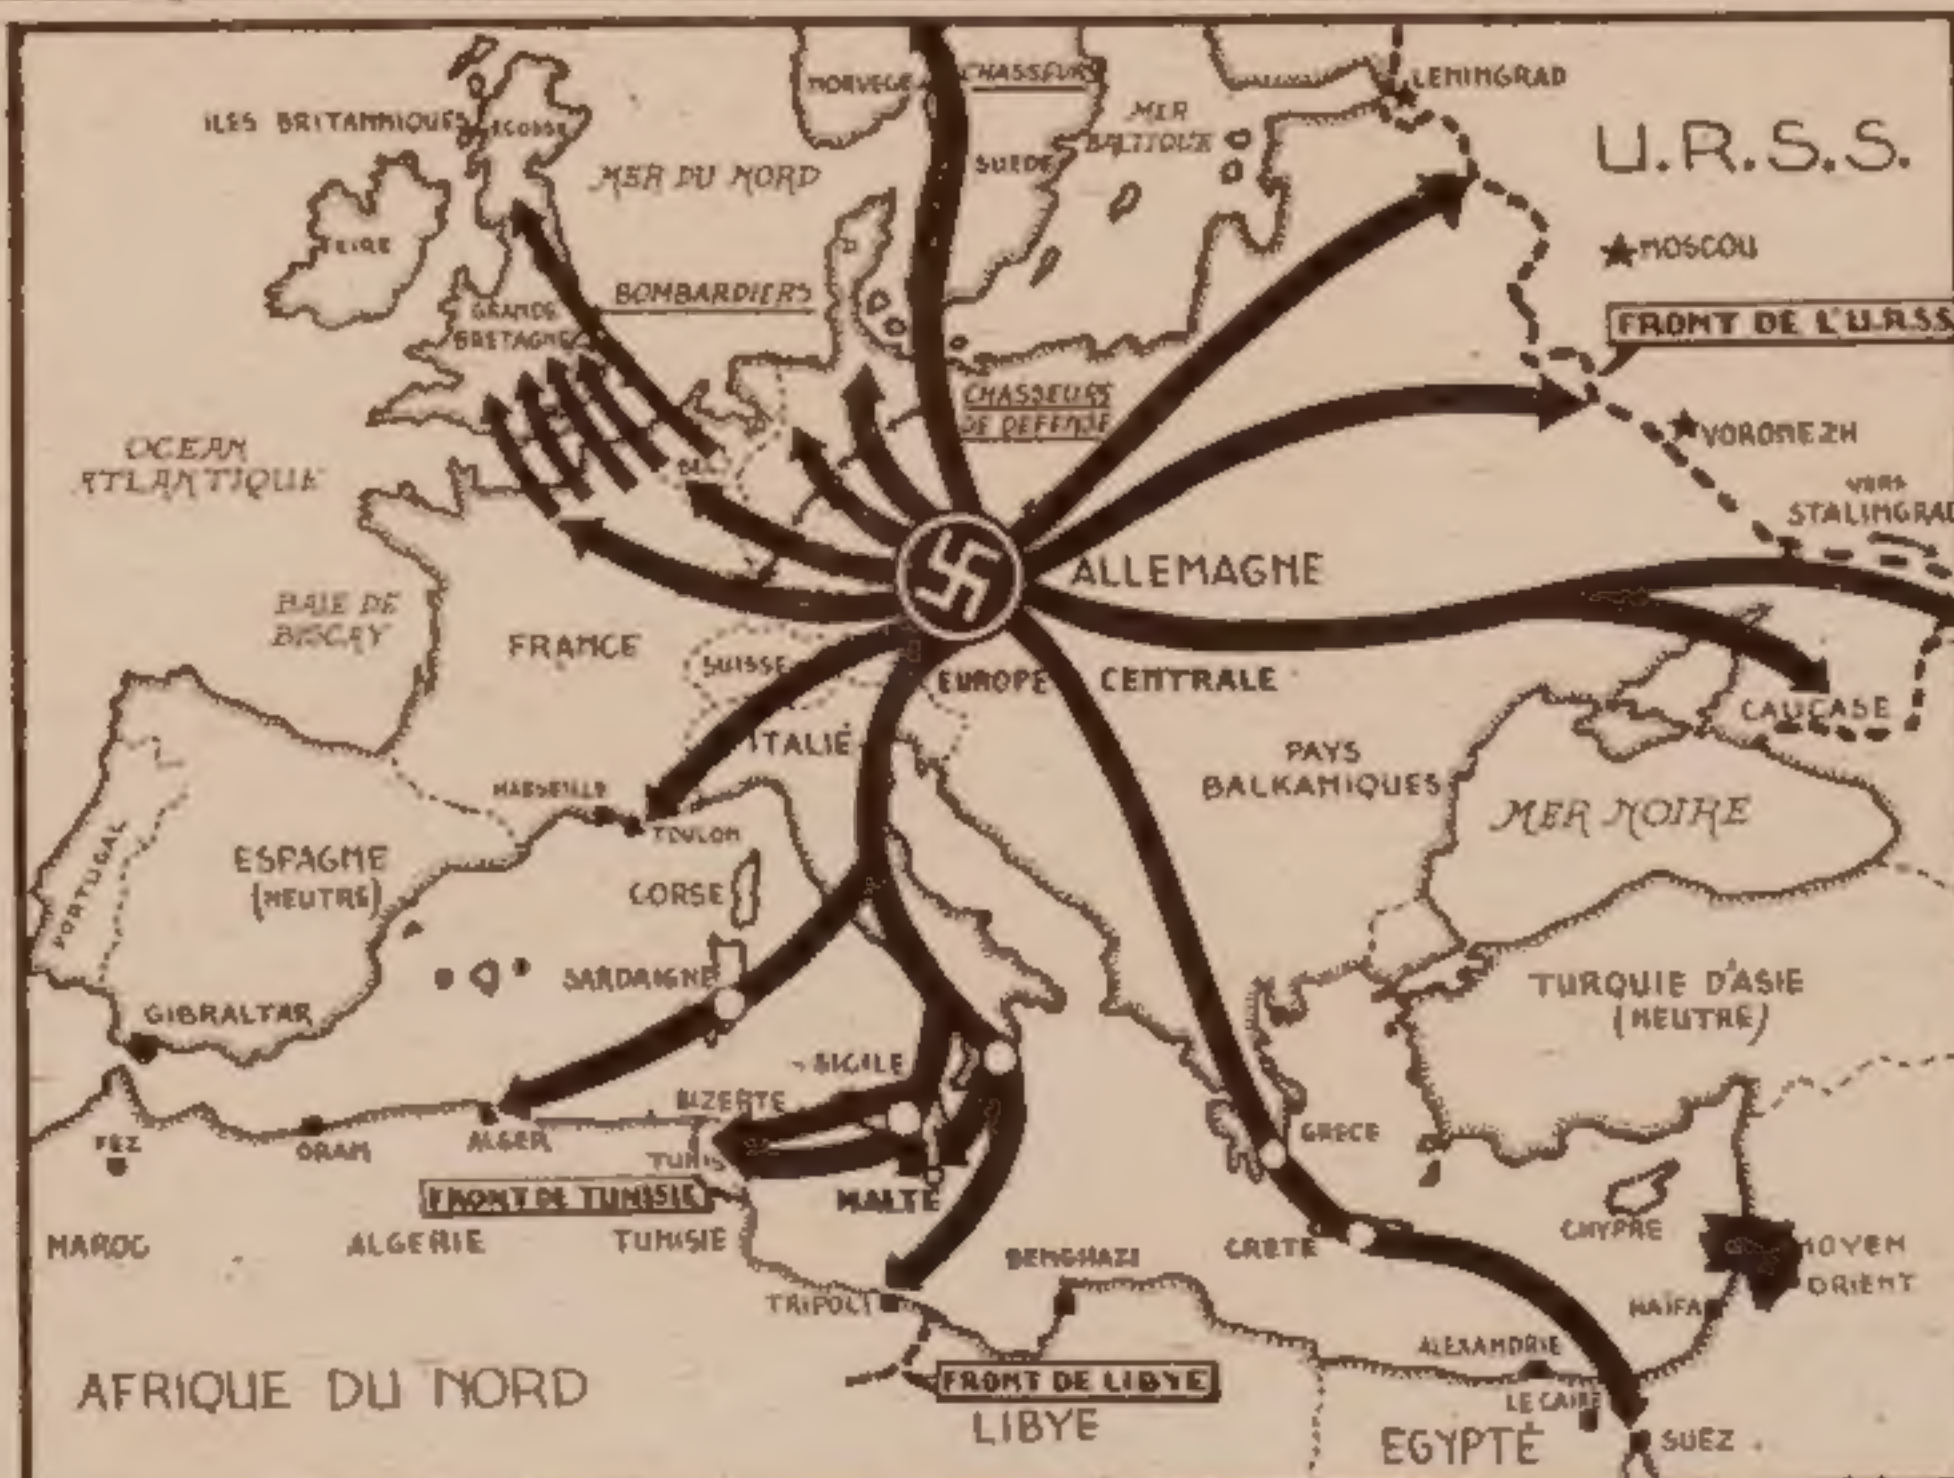 NORVEGE
CHASSEURS
LENINGRAD
ILES BRITANNIQUES
ECOSSE
MER
BALTIQUE
U.R.S.S.
MER DU NORD
SUEDE
EIRE
MOSCOU
BOMBARDIERS
GRANDE
BRETAGNE
FRONT DE L'U.R.S.S
CHASSEURS
DE DEFENSE
OCEAN
ATLANTIQUE
VORONEZH
VERS
STALINGRAD
ALLEMAGNE
BAIE DE
BISCAY
FRANCE
SUISSE
EUROPE CENTRALE
CAUCASE
ITALIE
PAYS
BALKANIQUES
MARSEILLE
TOULON
MER NOIRE
PORTUGAL
ESPAGNE
(NEUTRE)
CORSE
SARDAIGNE
TURQUIE D'ASIE
(NEUTRE)
GIBRALTAR
SICILE
BIZERTE
FEZ
ORAN
ALGER
TUNIS
GRECE
FRONT DE TUNISIE
MALTE
MAROC
ALGERIE
TUNISIE
BENGHAZI
CRETE
CHYPRE
MOYEN
ORIENT
TRIPOLI
HAÏFA
ALEXANDRIE
AFRIQUE DU NORD
FRONT DE LIBYE
LE CAIRE
LIBYE
EGYPTE
SUEZ